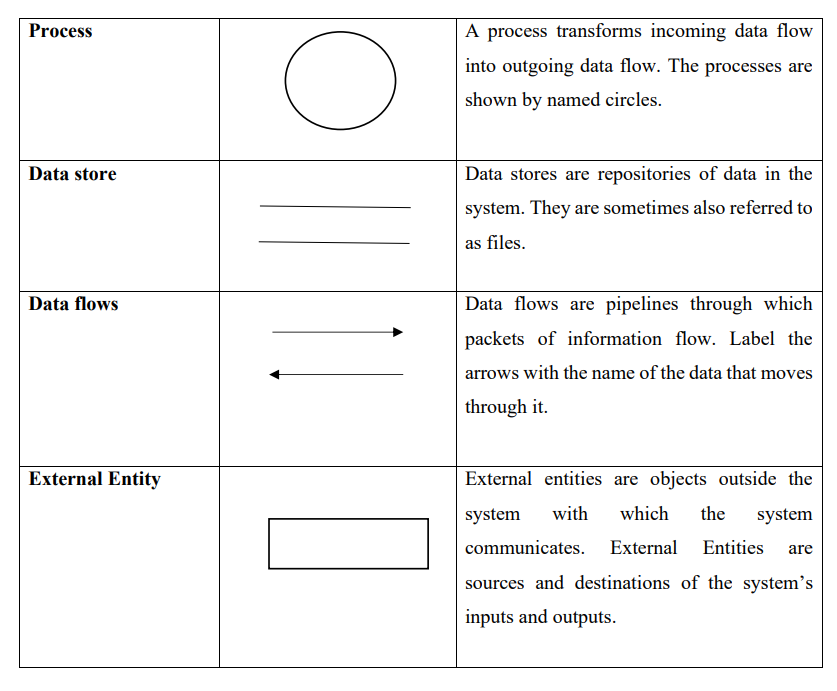 Process
A process transforms incoming data flow
into outgoing data flow. The processes are
shown by named circles.
Data store
Data stores are repositories of data in the
system. They are sometimes also referred to
as files.
Data flows
Data flows are pipelines through which
packets of information flow. Label the
arrows with the name of the data that moves
through it.
External Entity
External entities are objects outside the
system with which the system
communicates. External Entities are
sources and destinations of the system’s
inputs and outputs.